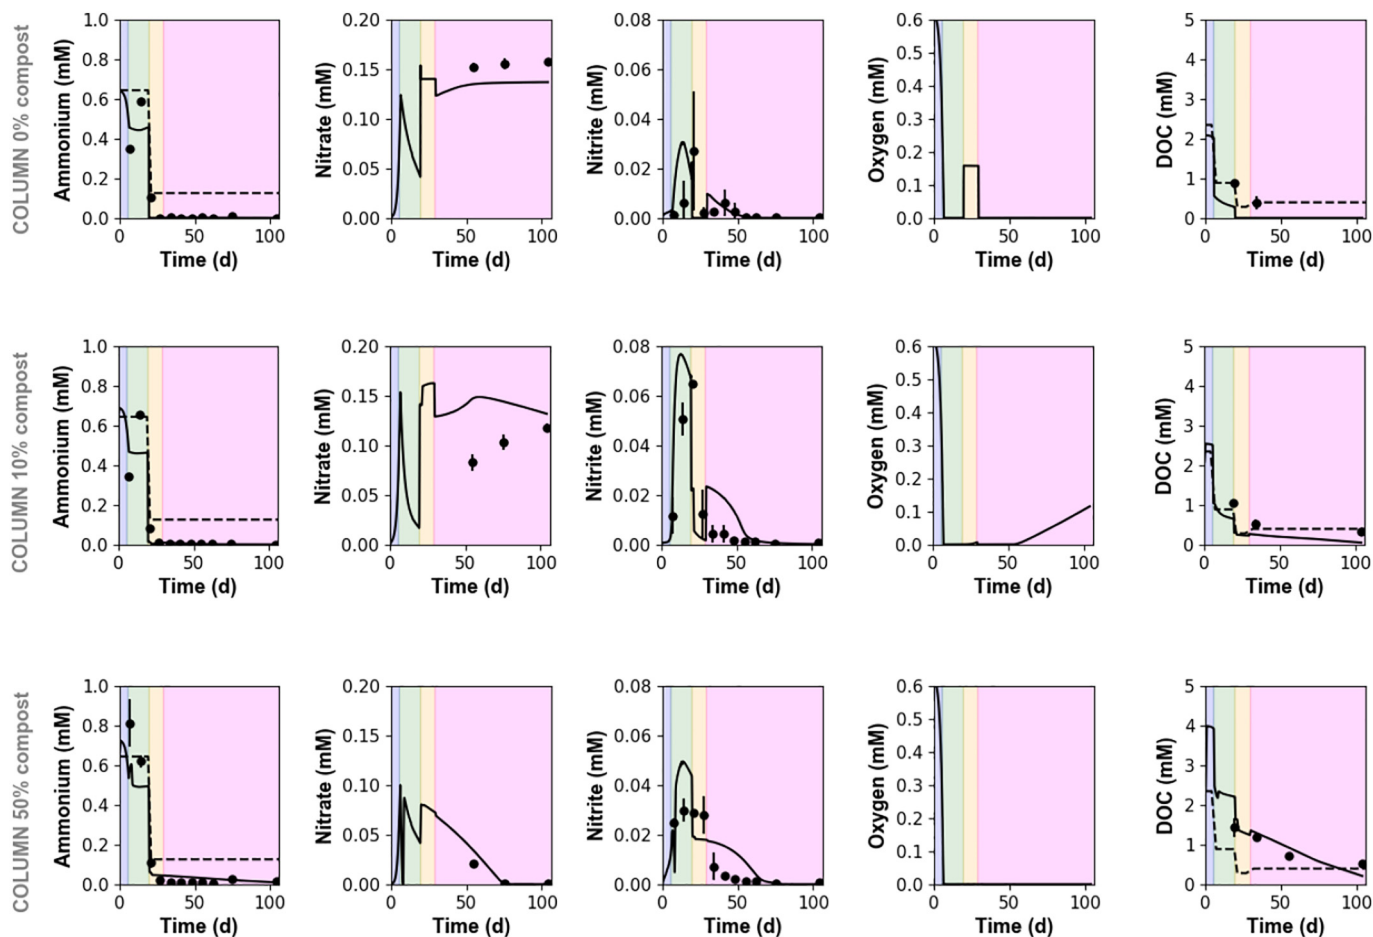 COLUMN 0% compost
Ammonium (mM)
1.0
0.8
0.6
0.4
0.2
0.0
0 50 100
Time (d)
Nitrate (mM)
0.20
0.15
0.10
0.05
0.00
0 50 100
Time (d)
Nitrite (mM)
0.08
0.06
0.04
0.02
0.00
0 50 100
Time (d)
Oxygen (mM)
0.6
0.5
0.4
0.3
0.2
0.1
0.0
0 50 100
Time (d)
DOC (mM)
5
4
3
2
1
0
0 50 100
Time (d)
COLUMN 10% compost
Ammonium (mM)
1.0
0.8
0.6
0.4
0.2
0.0
0 50 100
Time (d)
Nitrate (mM)
0.20
0.15
0.10
0.05
0.00
0 50 100
Time (d)
Nitrite (mM)
0.08
0.06
0.04
0.02
0.00
0 50 100
Time (d)
Oxygen (mM)
0.6
0.5
0.4
0.3
0.2
0.1
0.0
0 50 100
Time (d)
DOC (mM)
5
4
3
2
1
0
0 50 100
Time (d)
COLUMN 50% compost
Ammonium (mM)
1.0
0.8
0.6
0.4
0.2
0.0
0 50 100
Time (d)
Nitrate (mM)
0.20
0.15
0.10
0.05
0.00
0 50 100
Time (d)
Nitrite (mM)
0.08
0.06
0.04
0.02
0.00
0 50 100
Time (d)
Oxygen (mM)
0.6
0.5
0.4
0.3
0.2
0.1
0.0
0 50 100
Time (d)
DOC (mM)
5
4
3
2
1
0
0 50 100
Time (d)